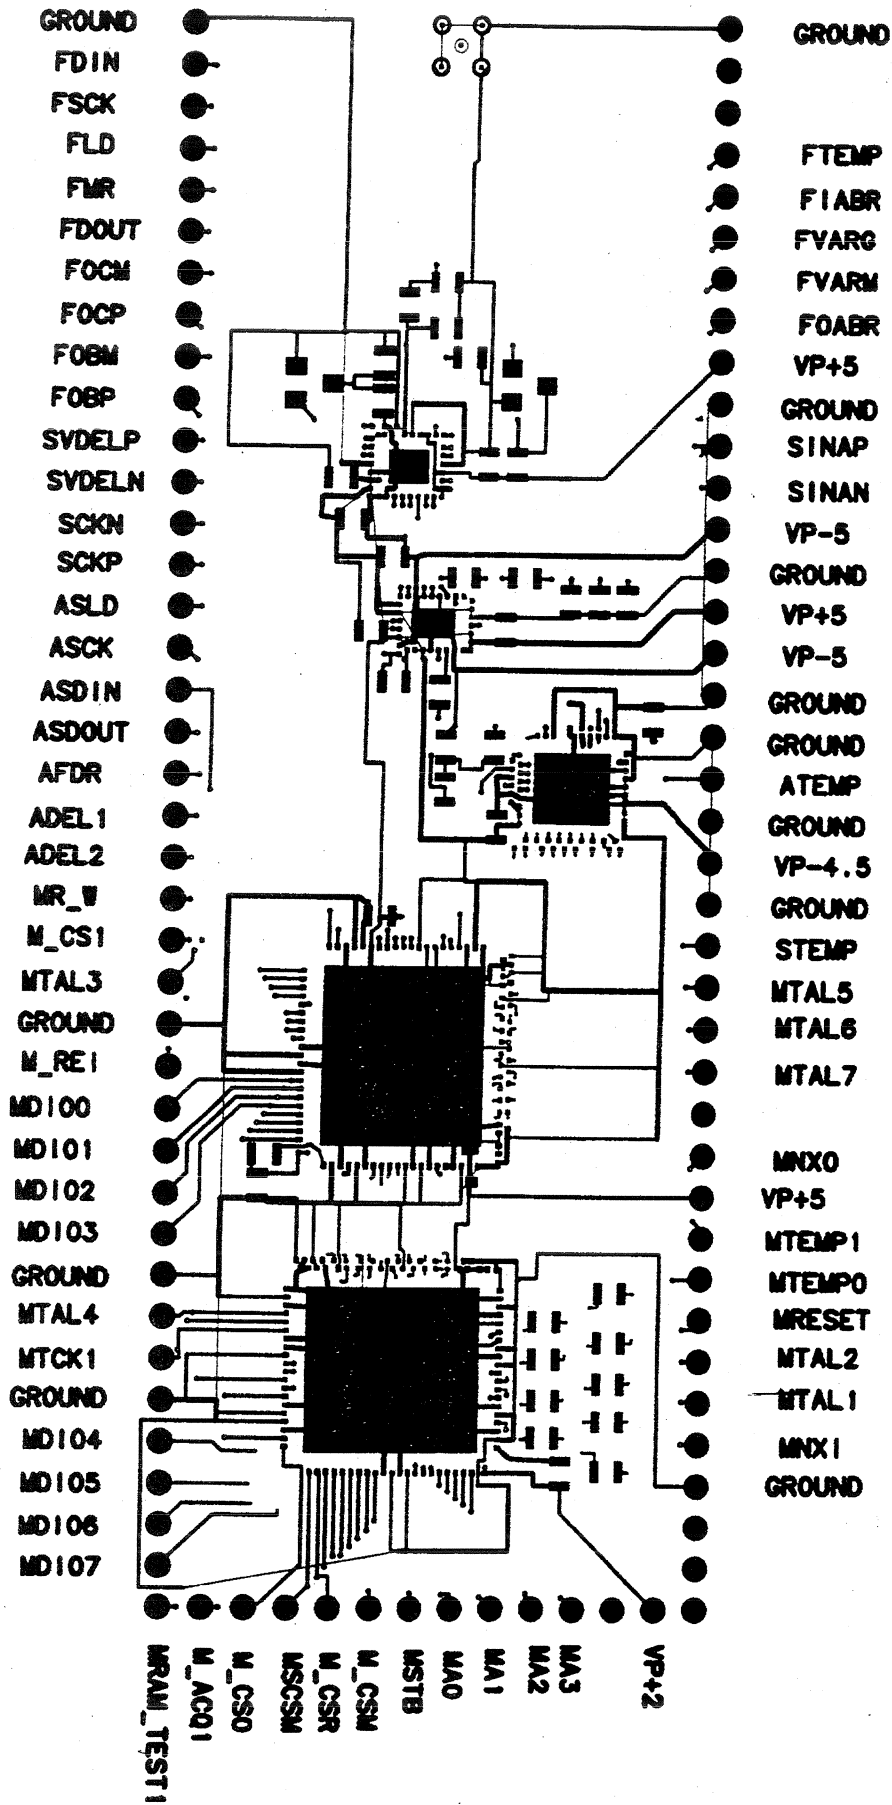 GROUND
FDIN
FSCK
FLD
FMR
FDOUT
FOCM
FOCP
FOBM
FOBP
SVDELP
SVDELN
SCKN
SCKP
ASLD
ASCK
ASDIN
ASDOUT
AFDR
ADEL1
ADEL2
MR_W
M_CS1
MTAL3
GROUND
M_REI
MDIO0
MDIO1
MDIO2
MDIO3
GROUND
MTAL4
MTCK1
GROUND
MDIO4
MDIO5
MDIO6
MDIO7
MRAM_TEST1
M_ACQ1
M_CSO
MSCSM
M_CSR
M_CSM
MSTB
MA0
MA1
MA2
MA3
VP+2
GROUND
FTEMP
FIABR
FVARG
FVARM
FOABR
VP+5
GROUND
SINAP
SINAN
VP-5
GROUND
VP+5
VP-5
GROUND
GROUND
ATEMP
GROUND
VP-4.5
GROUND
STEMP
MTAL5
MTAL6
MTAL7
MNXO
VP+5
MTEMP1
MTEMPO
MRESET
MTAL2
MTAL1
MNXI
GROUND